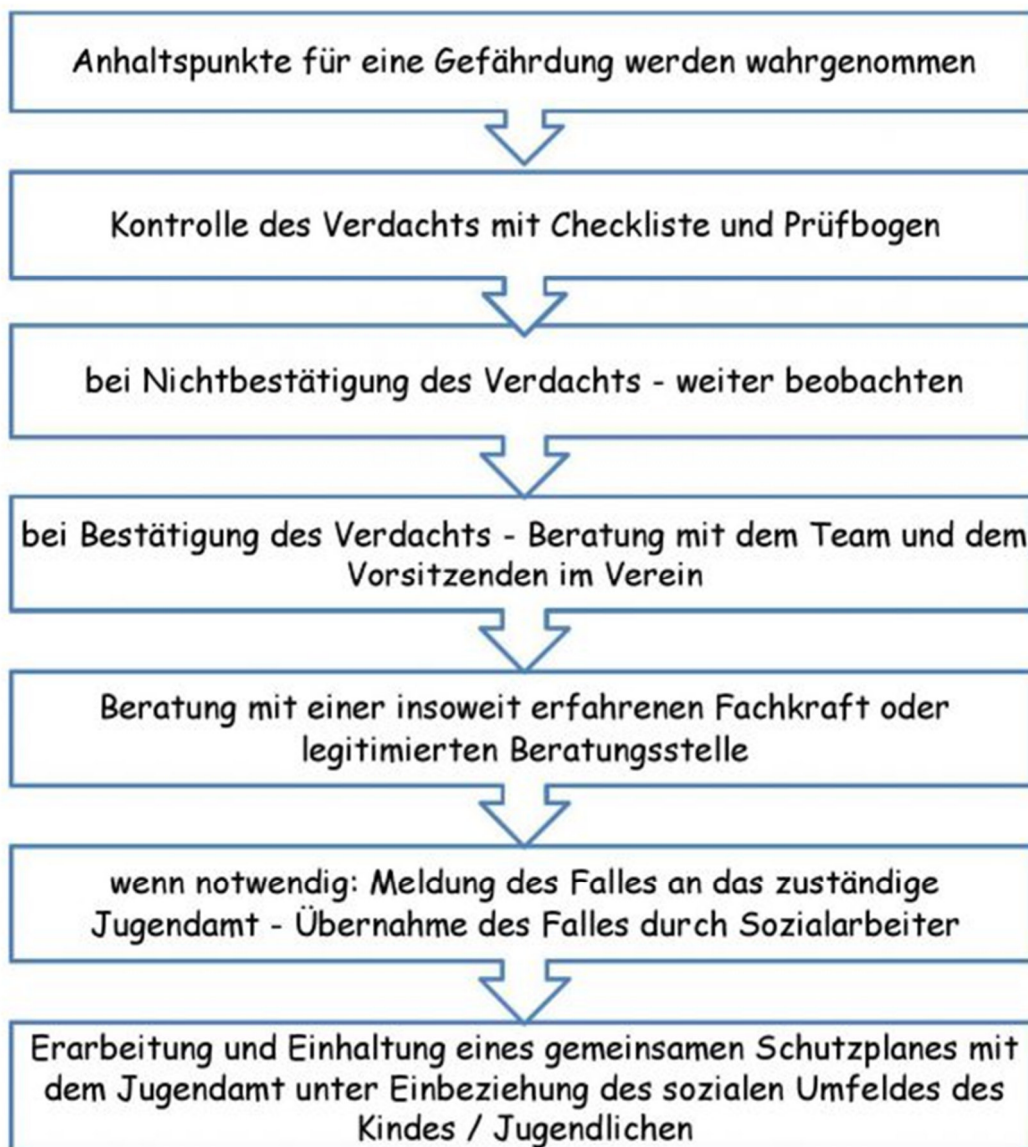 Anhaltspunkte für eine Gefährdung werden wahrgenommen
Kontrolle des Verdachts mit Checkliste und Prüfbogen
bei Nichtbestätigung des Verdachts - weiter beobachten
bei Bestätigung des Verdachts - Beratung mit dem Team und dem
Vorsitzenden im Verein
Beratung mit einer insoweit erfahrenen Fachkraft oder
legitimierten Beratungsstelle
wenn notwendig: Meldung des Falles an das zuständige
Jugendamt - Übernahme des Falles durch Sozialarbeiter
Erarbeitung und Einhaltung eines gemeinsamen Schutzplanes mit
dem Jugendamt unter Einbeziehung des sozialen Umfeldes des
Kindes / Jugendlichen